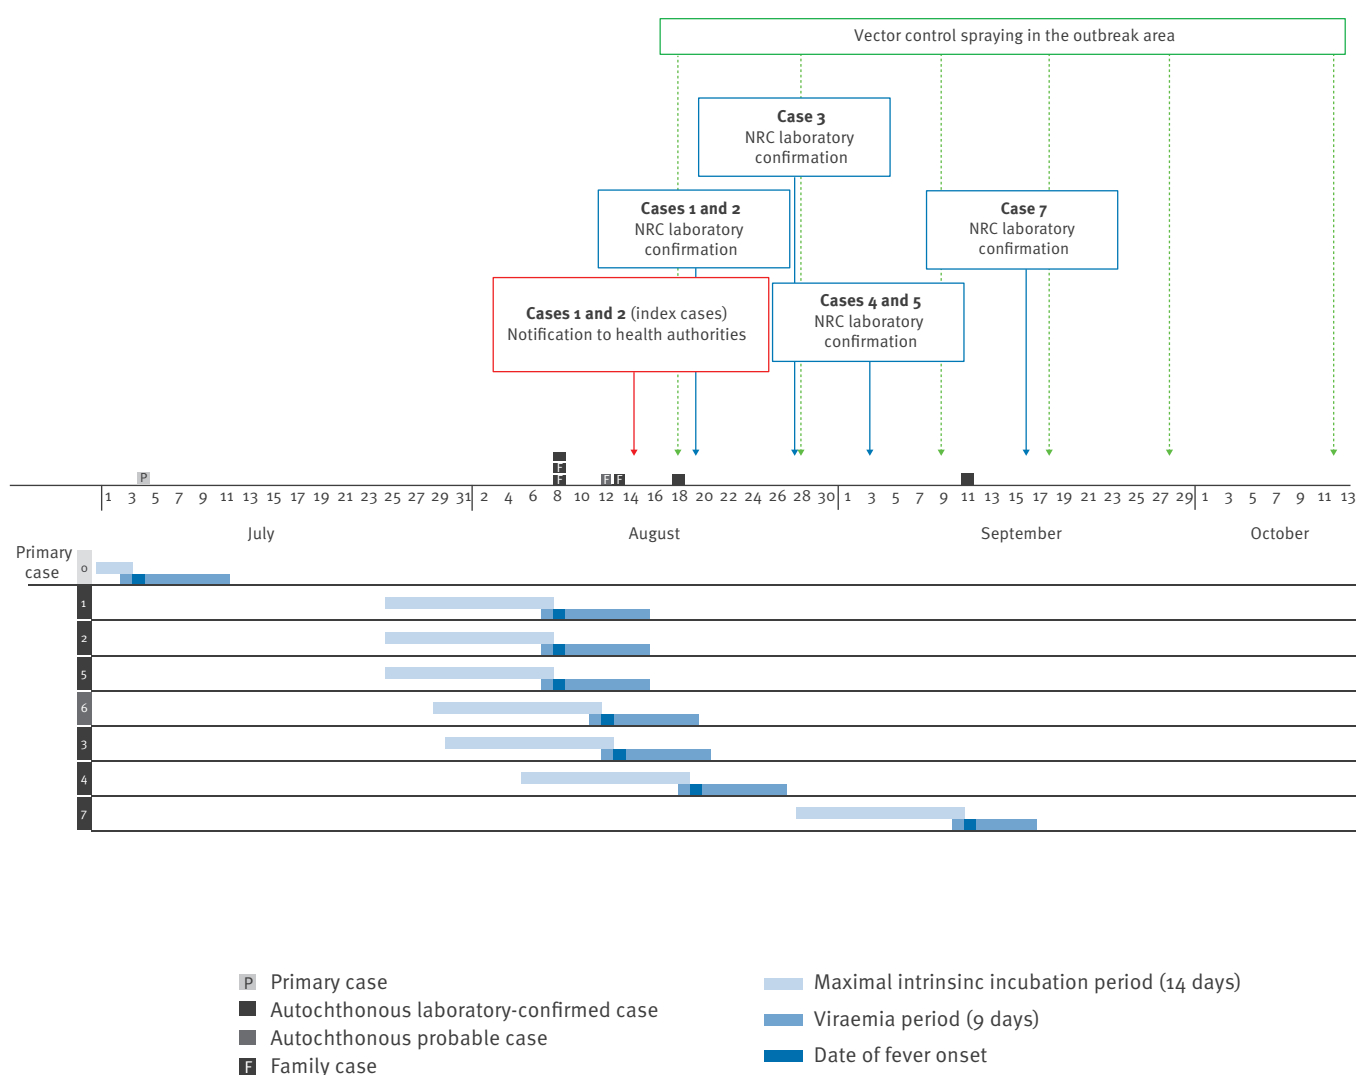 Vector control spraying in the outbreak area
Case 3
NRC laboratory
confirmation
Cases 1 and 2
NRC laboratory
confirmation
Case 7
NRC laboratory
confirmation
Cases 1 and 2 (index cases)
Notification to health authorities
Cases 4 and 5
NRC laboratory
confirmation
F
P F F F
1 3 5 7 9 11 13 15 17 19 21 23 25 27 29 31 2 4 6 8 10 12 14 16 18 20 22 24 26 28 30 1 3 5 7 9 11 13 15 17 19 21 23 25 27 29 1 3 5 7 9 11 13
July August September October
Primary
case
0
1
2
5
6
3
4
7
P Primary case
Autochthonous laboratory-confirmed case
Autochthonous probable case
F Family case
Maximal intrinsinc incubation period (14 days)
Viraemia period (9 days)
Date of fever onset